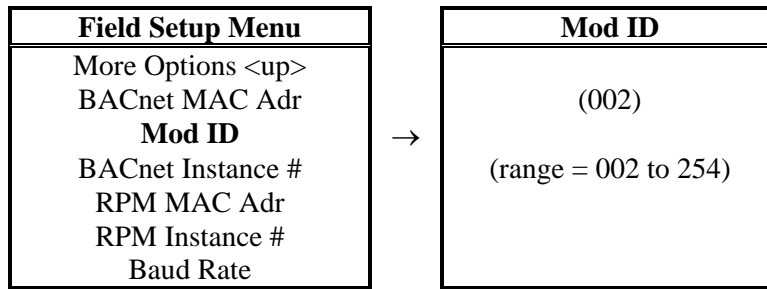 Field Setup Menu
More Options <up>
BACnet MAC Adr
Mod ID
BACnet Instance #
RPM MAC Adr
RPM Instance #
Baud Rate
→
Mod ID
(002)
(range = 002 to 254)